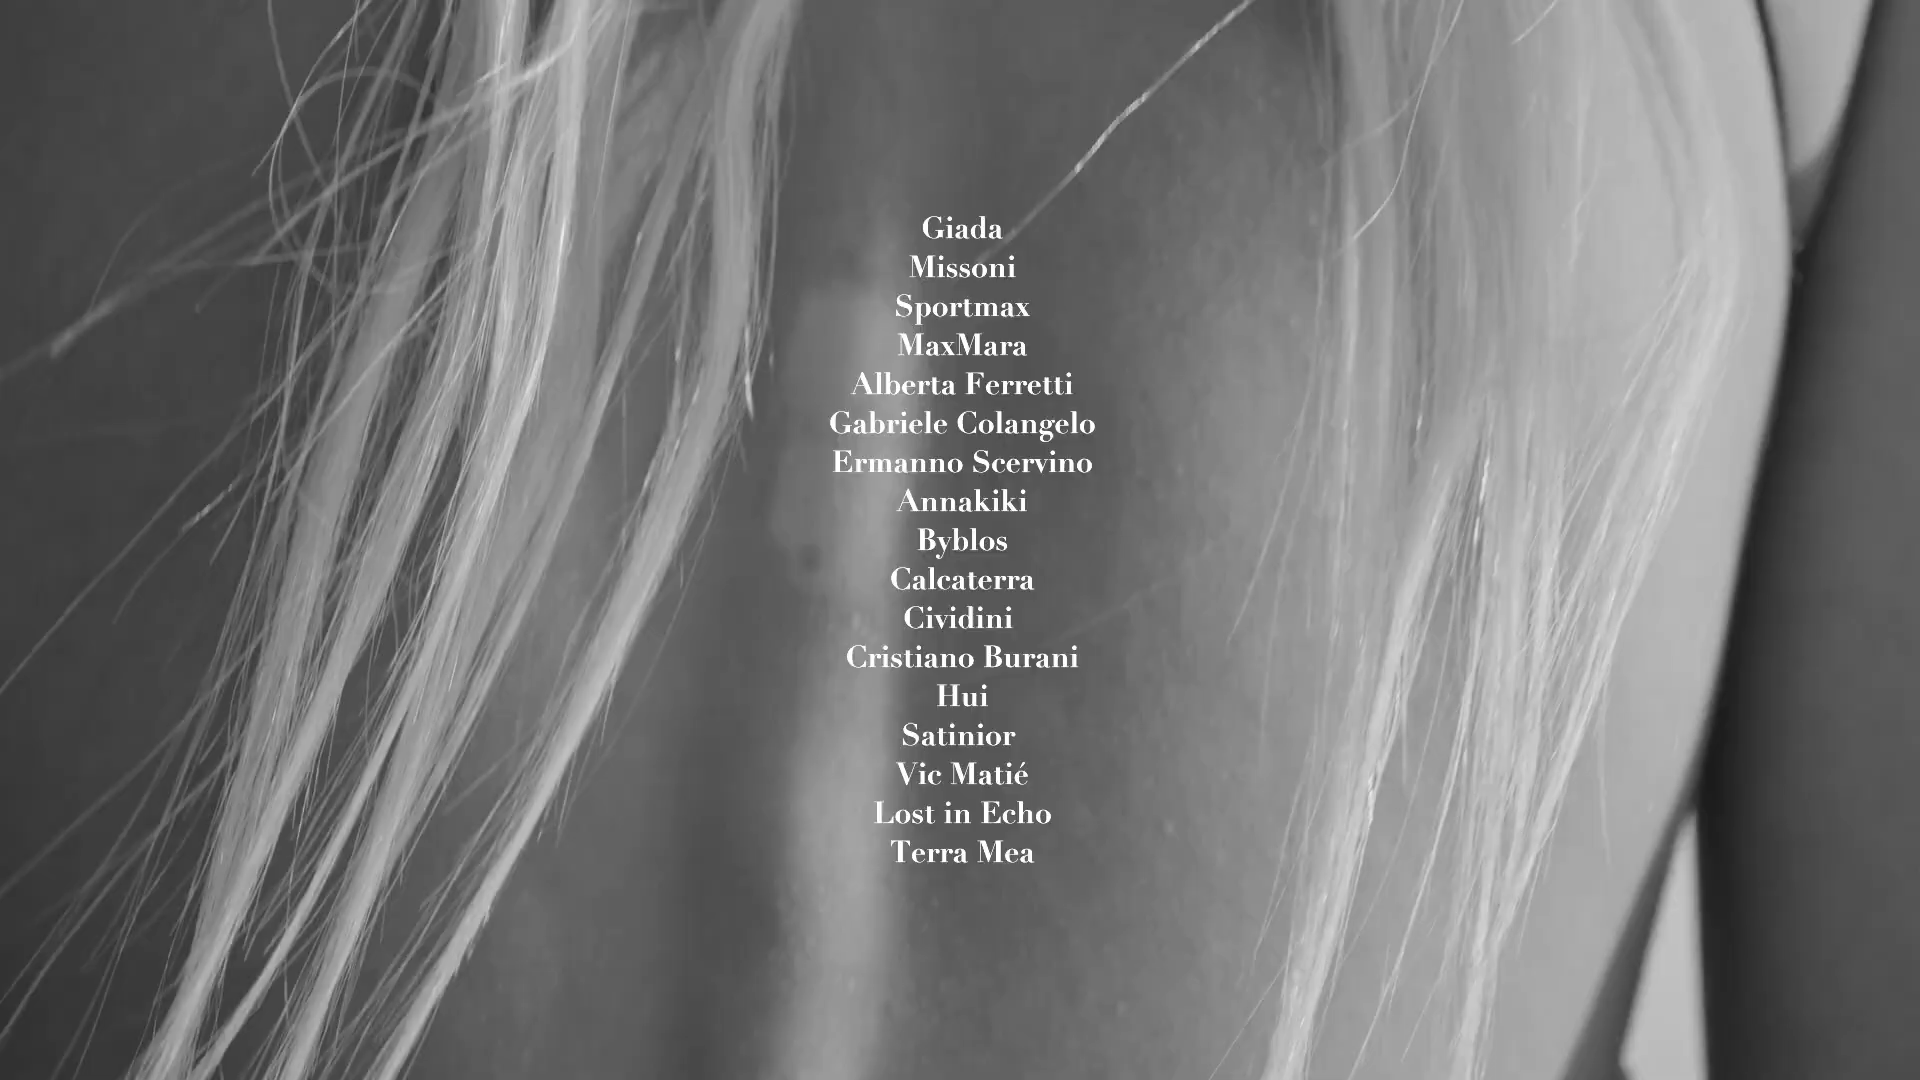 Giada
Missoni
Sportmax
MaxMara
Alberta Ferretti
Gabriele Colangelo
Ermanno Scervino
Annakiki
Byblos
Calcaterra
Cividini
Cristiano Burani
Hui
Satinior
Vic Matié
Lost in Echo
Terra Mea